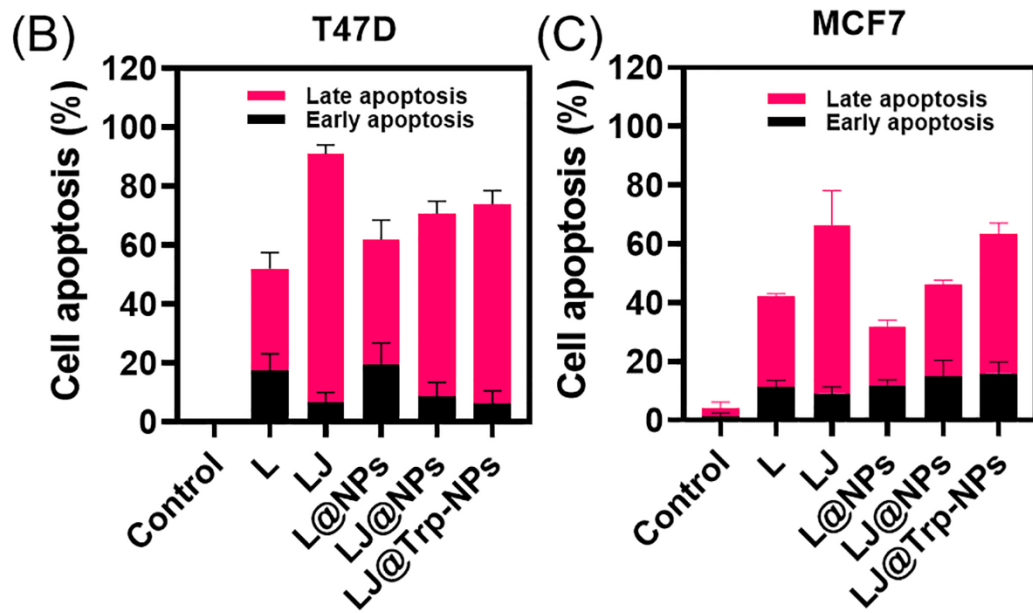 (B)
T47D
Cell apoptosis (%)
120
100
80
60
40
20
0
Late apoptosis
Early apoptosis
Control
L
LJ
L@NPs
LJ@NPs
LJ@Trp-NPs
(C)
MCF7
Cell apoptosis (%)
120
100
80
60
40
20
0
Late apoptosis
Early apoptosis
Control
L
LJ
L@NPs
LJ@NPs
LJ@Trp-NPs